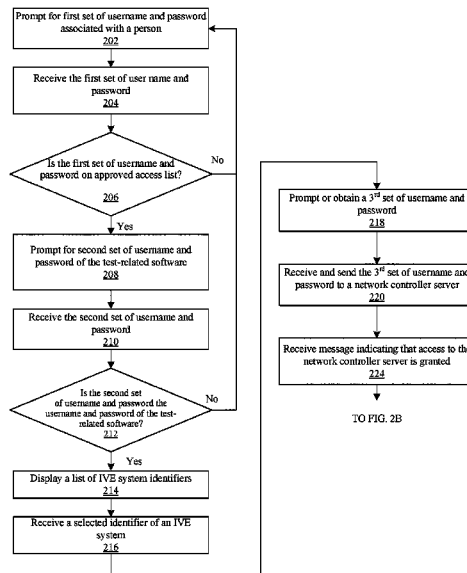 Prompt for first set of username and password
associated with a person
202
Receive the first set of user name and
password
204
Is the first set of username and
password on approved access list?
206
No
Yes
Prompt for second set of username and
password of the test-related software
208
Receive the second set of username and
password
210
Is the second set
of username and password the
username and password of the test-
related software?
212
No
Yes
Display a list of IVE system identifiers
214
Receive a selected identifier of an IVE
system
216
Prompt or obtain a 3rd set of username and
password
218
Receive and send the 3rd set of username and
password to a network controller server
220
Receive message indicating that access to the
network controller server is granted
224
TO FIG. 2B